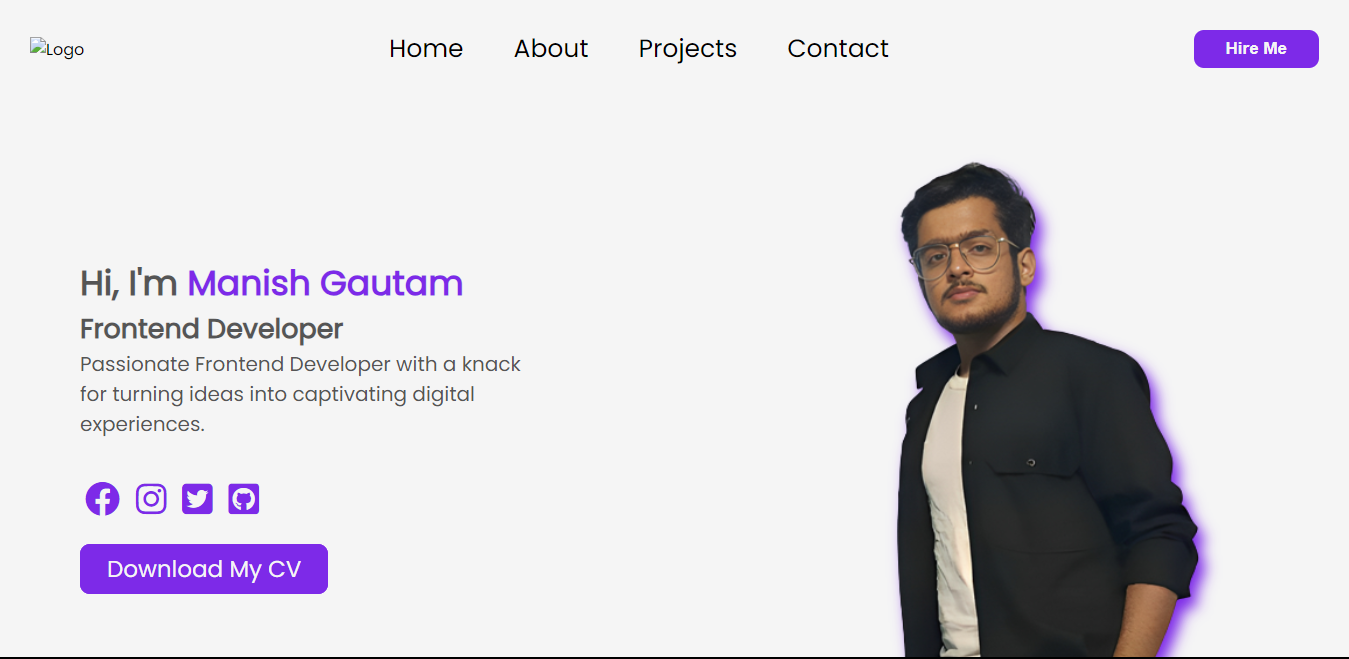 Logo
Home About Projects Contact
Hire Me
Hi, I'm Manish Gautam
Frontend Developer
Passionate Frontend Developer with a knack
for turning ideas into captivating digital
experiences.
Download My CV